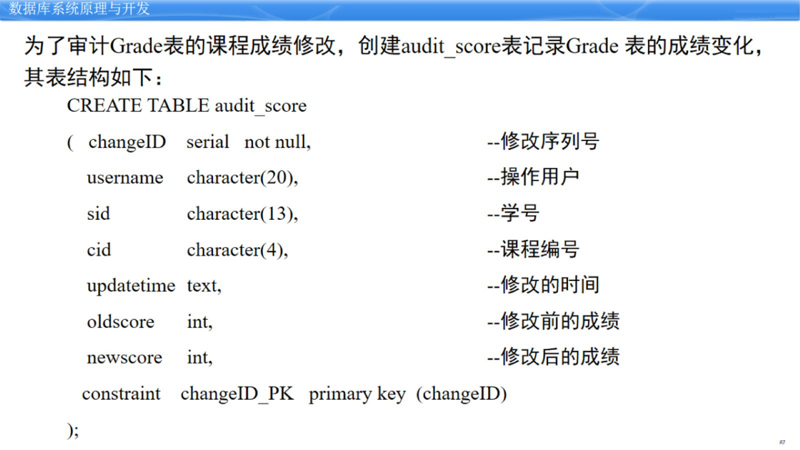 数据库系统原理与开发
为了审计Grade表的课程成绩修改，创建audit_score表记录Grade 表的成绩变化，
其表结构如下：
CREATE TABLE audit_score
( changeID serial not null, --修改序列号
username character(20), --操作用户
sid character(13), --学号
cid character(4), --课程编号
updatetime text, --修改的时间
oldscore int, --修改前的成绩
newscore int, --修改后的成绩
constraint changeID_PK primary key (changeID)
);